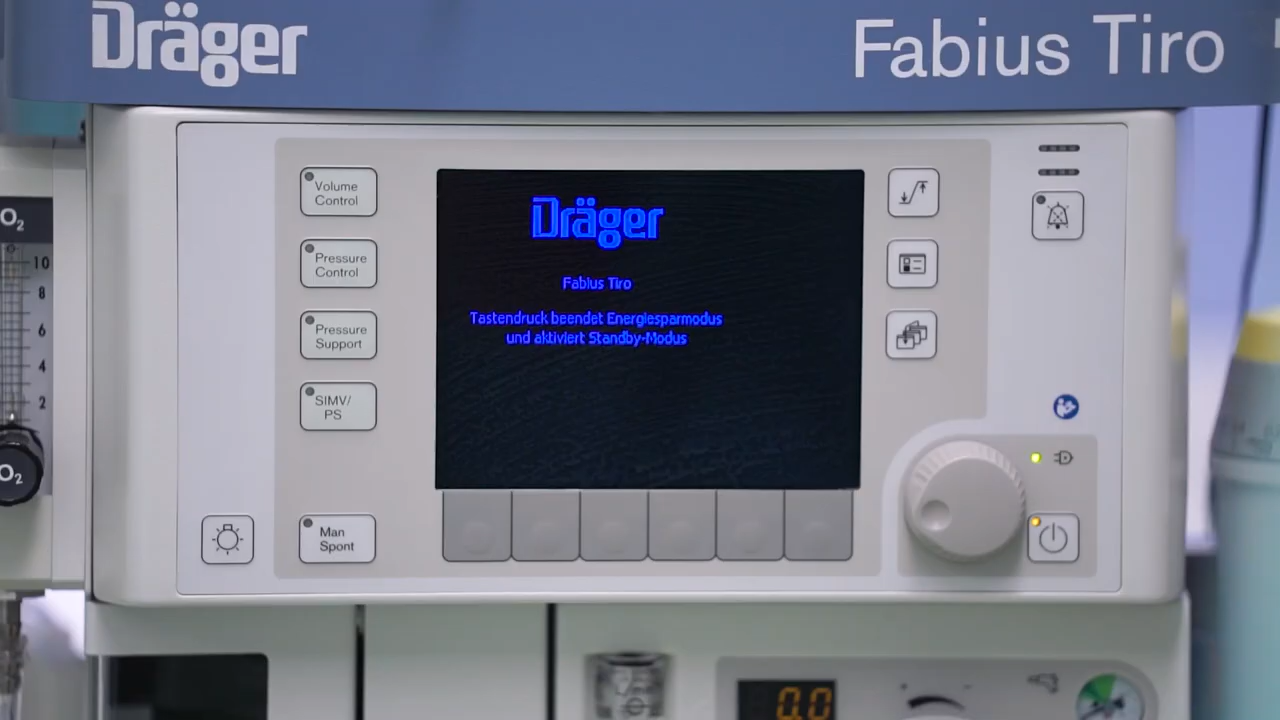 Dräger
Fabius Tiro
O₂
10
8
6
4
2
O₂
Volume
Control
Pressure
Control
Pressure
Support
SIMV/
PS
Man
Spont
Dräger
Fabius Tiro
Tastendruck beendet Energiesparmodus
und aktiviert Standby-Modus
0.0